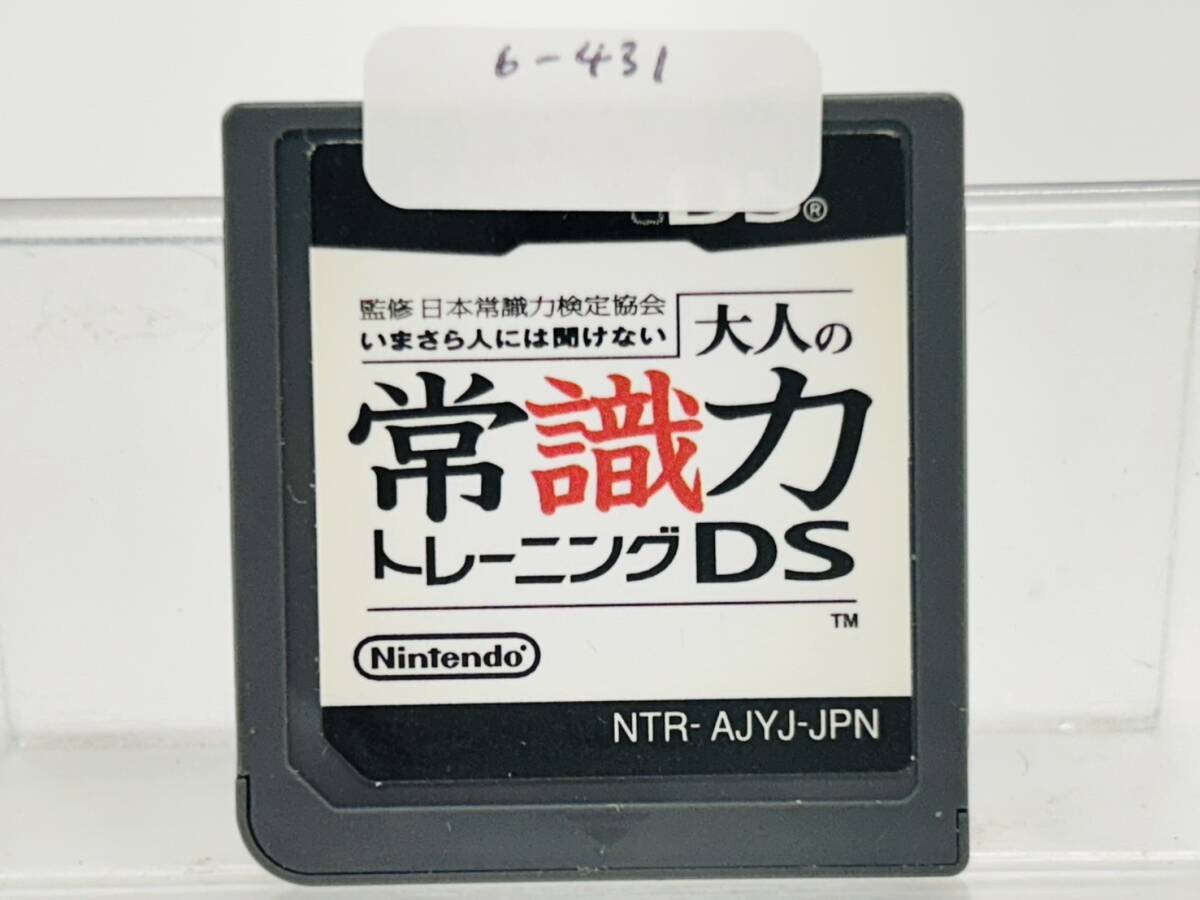 6-431
DS®
監修 日本常識力検定協会
いまさら人には聞けない
大人の
常識力
トレーニングDS
TM
Nintendo
NTR- AJYJ-JPN